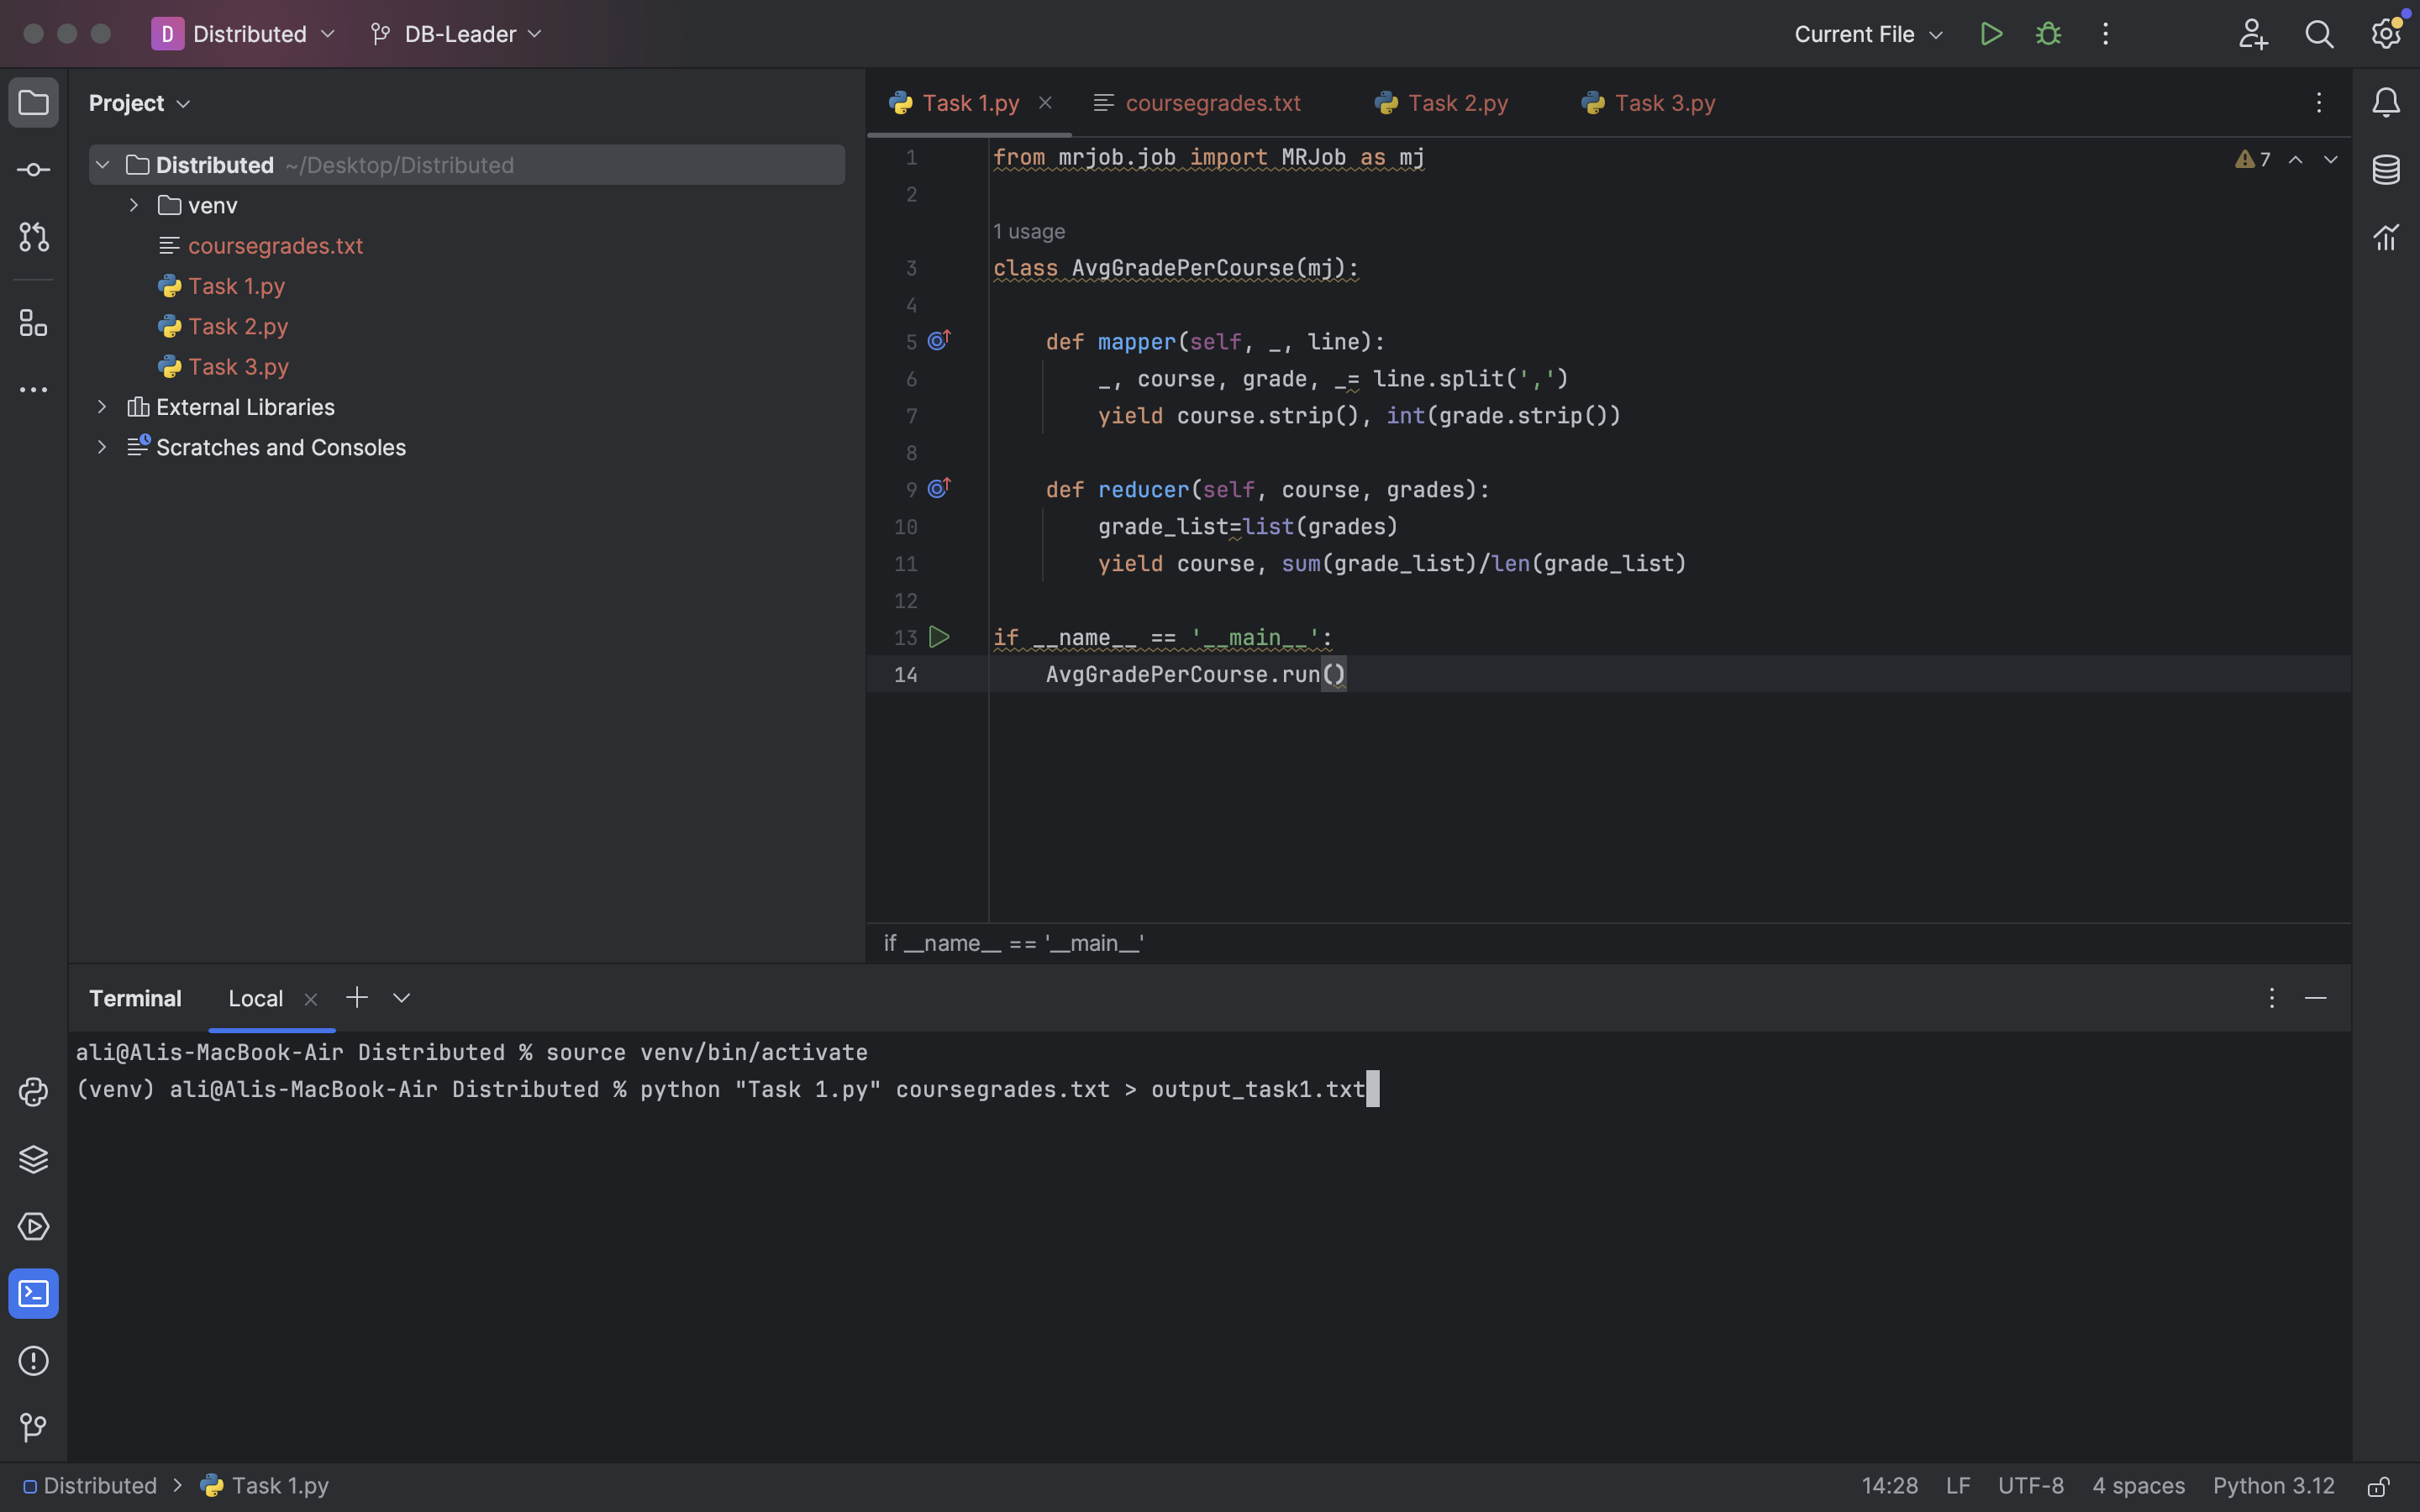 D Distributed DB-Leader Current File
Project
Distributed ~/Desktop/Distributed
venv
coursegrades.txt
Task 1.py
Task 2.py
Task 3.py
External Libraries
Scratches and Consoles
Task 1.py coursegrades.txt Task 2.py Task 3.py
7
1 from mrjob.job import MRJob as mj
2
1 usage
3 class AvgGradePerCourse(mj):
4
5 def mapper(self, _, line):
6 _, course, grade, _= line.split(',')
7 yield course.strip(), int(grade.strip())
8
9 def reducer(self, course, grades):
10 grade_list=list(grades)
11 yield course, sum(grade_list)/len(grade_list)
12
13 if __name__ == '__main__':
14 AvgGradePerCourse.run()
if __name__ == '__main__'
Terminal Local
ali@Alis-MacBook-Air Distributed % source venv/bin/activate
(venv) ali@Alis-MacBook-Air Distributed % python "Task 1.py" coursegrades.txt > output_task1.txt
Distributed > Task 1.py 14:28 LF UTF-8 4 spaces Python 3.12